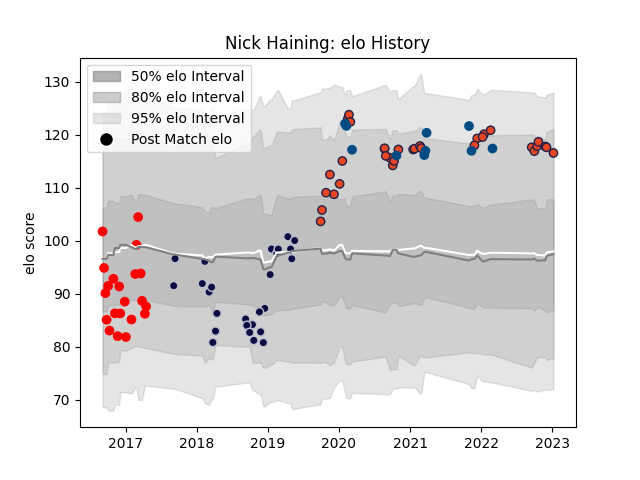 Nick Haining: elo History
50% elo Interval
80% elo Interval
95% elo Interval
Post Match elo
elo score
130
120
110
100
90
80
70
2017
2018
2019
2020
2021
2022
2023